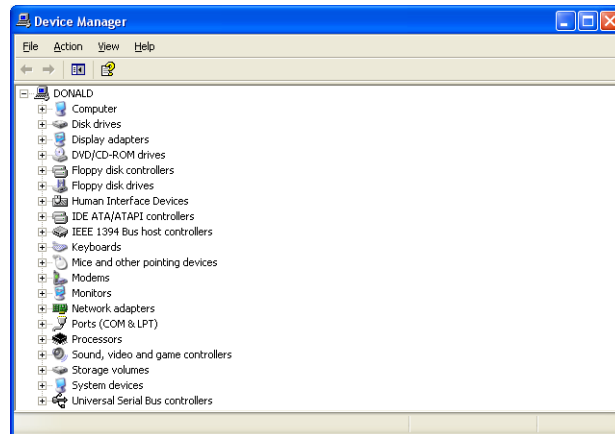 Device Manager
File Action View Help
DONALD
Computer
Disk drives
Display adapters
DVD/CD-ROM drives
Floppy disk controllers
Floppy disk drives
Human Interface Devices
IDE ATA/ATAPI controllers
IEEE 1394 Bus host controllers
Keyboards
Mice and other pointing devices
Modems
Monitors
Network adapters
Ports (COM & LPT)
Processors
Sound, video and game controllers
Storage volumes
System devices
Universal Serial Bus controllers